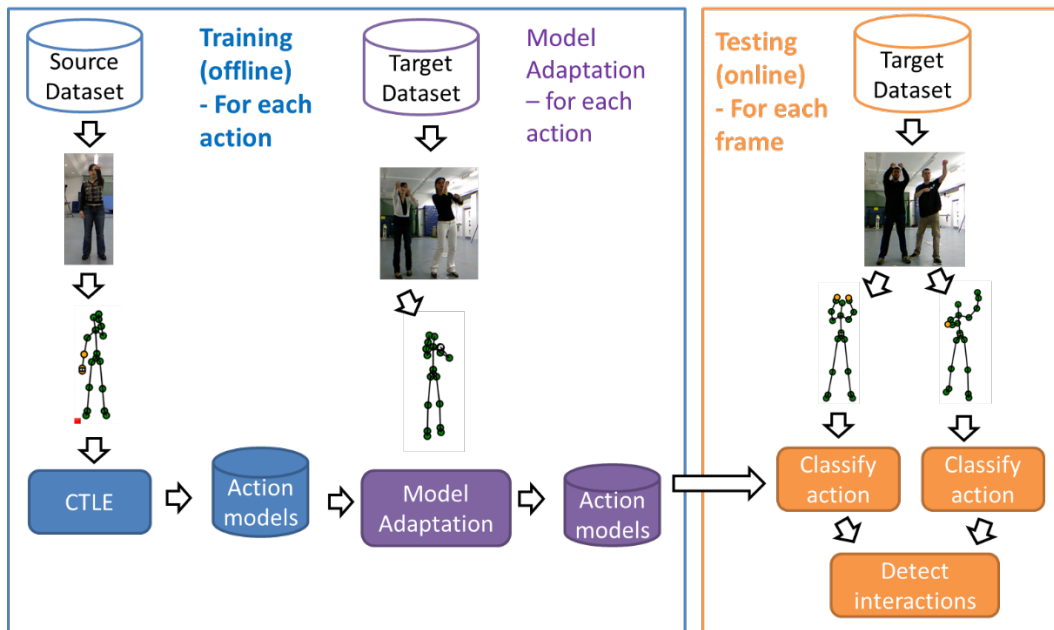 Source
Dataset
Training
(offline)
- For each
action
Target
Dataset
Model
Adaptation
– for each
action
CTLE
Action
models
Model
Adaptation
Action
models
Testing
(online)
- For each
frame
Target
Dataset
Classify
action
Classify
action
Detect
interactions